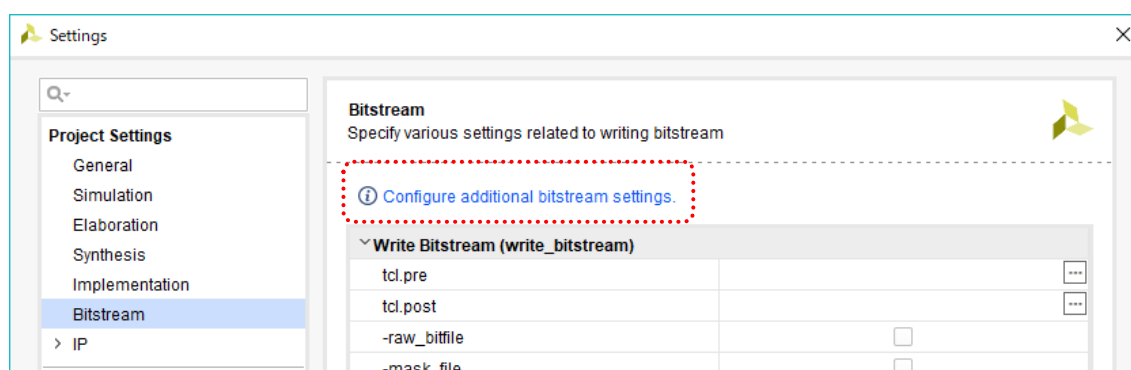 Settings
Project Settings
General
Simulation
Elaboration
Synthesis
Implementation
Bitstream
IP
Bitstream
Specify various settings related to writing bitstream
Configure additional bitstream settings.
Write Bitstream (write_bitstream)
tcl.pre
tcl.post
-raw_bitfile
-mask_file